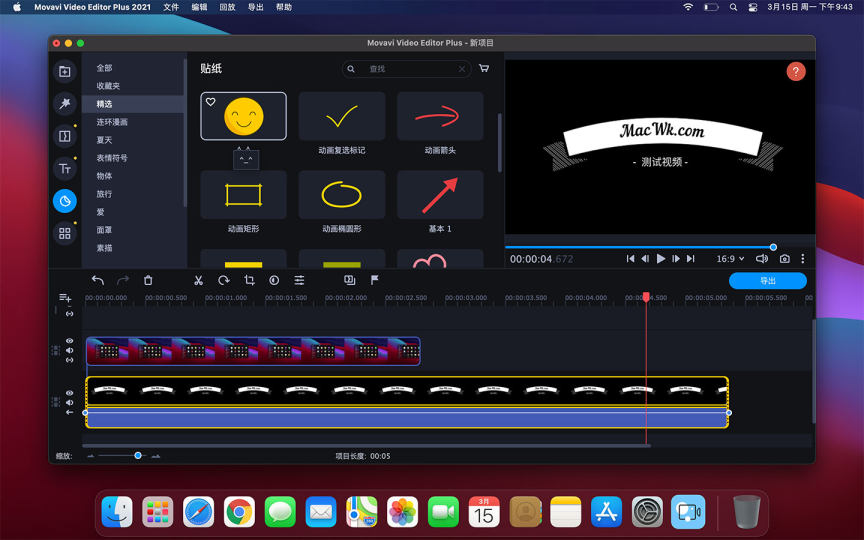 Movavi Video Editor Plus 2021 文件 编辑 回放 导出 帮助
3月15日 周一 下午9:43
Movavi Video Editor Plus - 新项目
全部
收藏夹
精选
连环漫画
夏天
表情符号
物体
旅行
爱
面罩
素描
贴纸
查找
^_^
动画复选标记
动画箭头
动画矩形
动画椭圆形
基本 1
?
MacWk.com
- 测试视频 -
00:00:04.672
16:9
导出
00:00:00.000 00:00:00.500 00:00:01.000 00:00:01.500 00:00:02.000 00:00:02.500 00:00:03.000 00:00:03.500 00:00:04.000 00:00:05.000 00:00:05.500
缩放:
项目长度: 00:05
3月
15